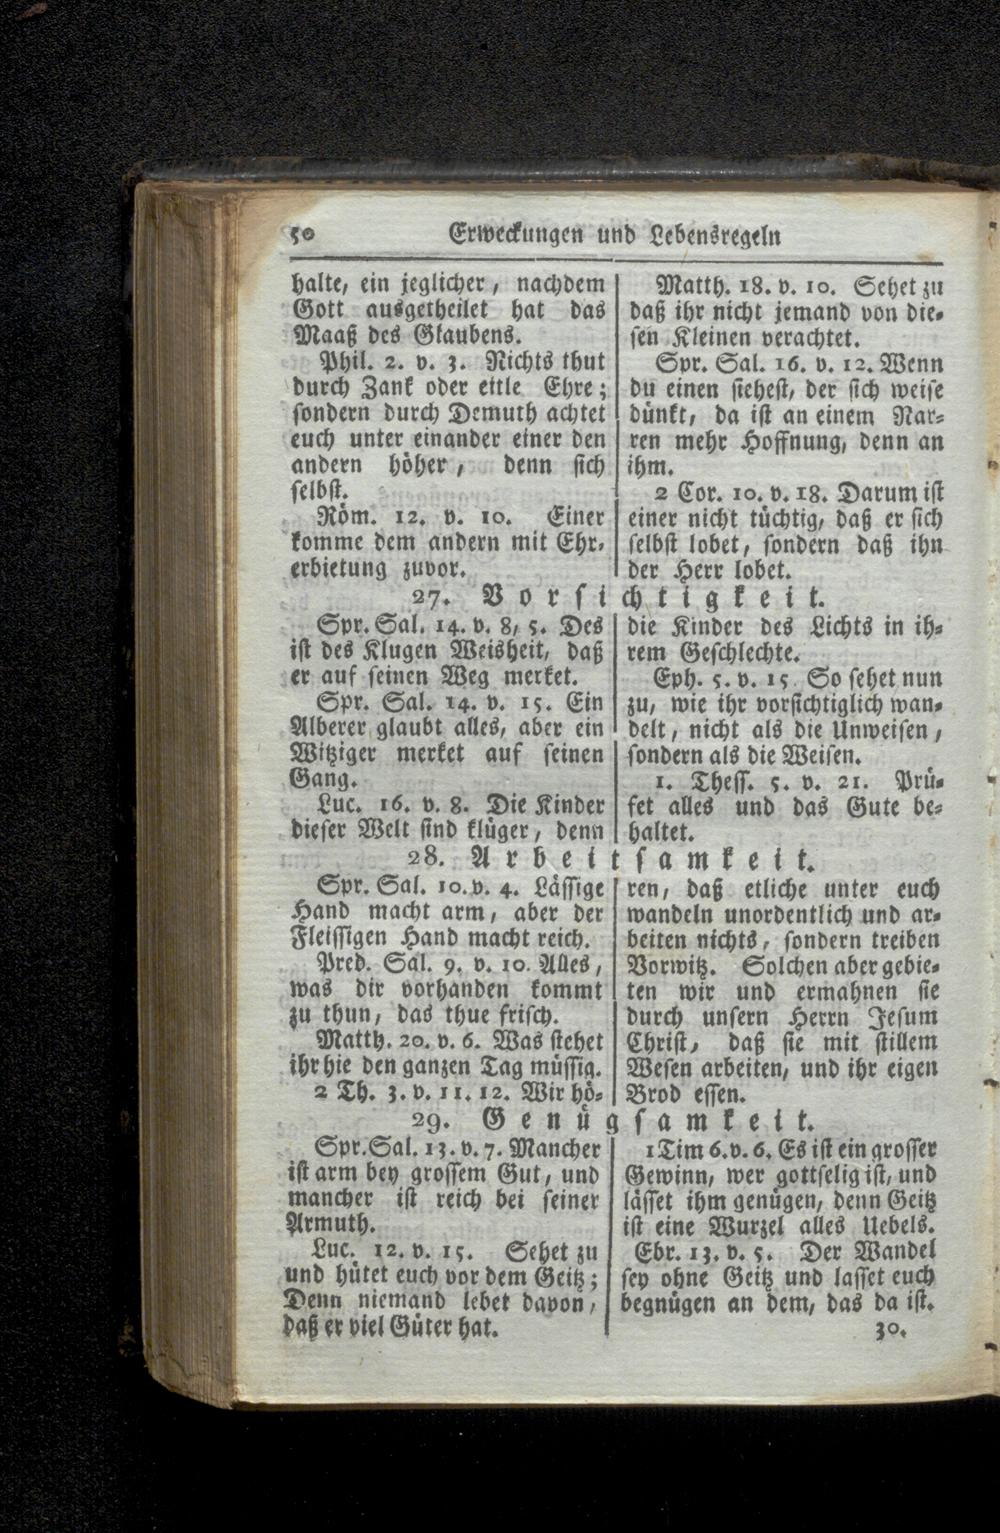 50 Erweckungen und Lebensregeln
halte, ein jeglicher, nachdem
Gott ausgetheilet hat das
Maaß des Glaubens.
Phil. 2. v. 3. Nichts thut
durch Zank oder eitle Ehre;
sondern durch Demuth achtet
euch unter einander einer den
andern höher, denn sich
selbst.
Röm. 12. v. 10. Einer
komme dem andern mit Ehr-
erbietung zuvor.
Matth. 18. v. 10. Sehet zu
daß ihr nicht jemand von die-
sen Kleinen verachtet.
Spr. Sal. 16. v. 12. Wenn
du einen siehest, der sich weise
dünkt, da ist an einem Nar-
ren mehr Hoffnung, denn an
ihm.
2 Cor. 10. v. 18. Darum ist
einer nicht tüchtig, daß er sich
selbst lobet, sondern daß ihn
der Herr lobet.
27. Vorsichtigkeit.
Spr. Sal. 14. v. 8, 5. Des
ist des Klugen Weisheit, daß
er auf seinen Weg merket.
Spr. Sal. 14. v. 15. Ein
Alberer glaubt alles, aber ein
Witziger merket auf seinen
Gang.
Luc. 16. v. 8. Die Kinder
dieser Welt sind klüger, denn
die Kinder des Lichts in ih-
rem Geschlechte.
Eph. 5. v. 15 So sehet nun
zu, wie ihr vorsichtiglich wan-
delt, nicht als die Unweisen,
sondern als die Weisen.
1. Thess. 5. v. 21. Prü-
fet alles und das Gute be-
haltet.
28. Arbeitsamkeit.
Spr. Sal. 10. v. 4. Lässige
Hand macht arm, aber der
Fleissigen Hand macht reich.
Pred. Sal. 9. v. 10. Alles,
was dir vorhanden kommt
zu thun, das thue frisch.
Matth. 20. v. 6. Was stehet
ihr hie den ganzen Tag müssig.
2 Th. 3. v. 11. 12. Wir hö-
ren, daß etliche unter euch
wandeln unordentlich und ar-
beiten nichts, sondern treiben
Vorwitz. Solchen aber gebie-
ten wir und ermahnen sie
durch unsern Herrn Jesum
Christ, daß sie mit stillem
Wesen arbeiten, und ihr eigen
Brod essen.
29. Genügsamkeit.
Spr. Sal. 13. v. 7. Mancher
ist arm bey grossem Gut, und
mancher ist reich bei seiner
Armuth.
Luc. 12. v. 15. Sehet zu
und hütet euch vor dem Geitz;
Denn niemand lebet davon,
daß er viel Güter hat.
1 Tim 6. v. 6. Es ist ein grosser
Gewinn, wer gottselig ist, und
lässet ihm genügen, denn Geitz
ist eine Wurzel alles Uebels.
Ebr. 13. v. 5. Der Wandel
sey ohne Geitz und lasset euch
begnügen an dem, das da ist.
30.